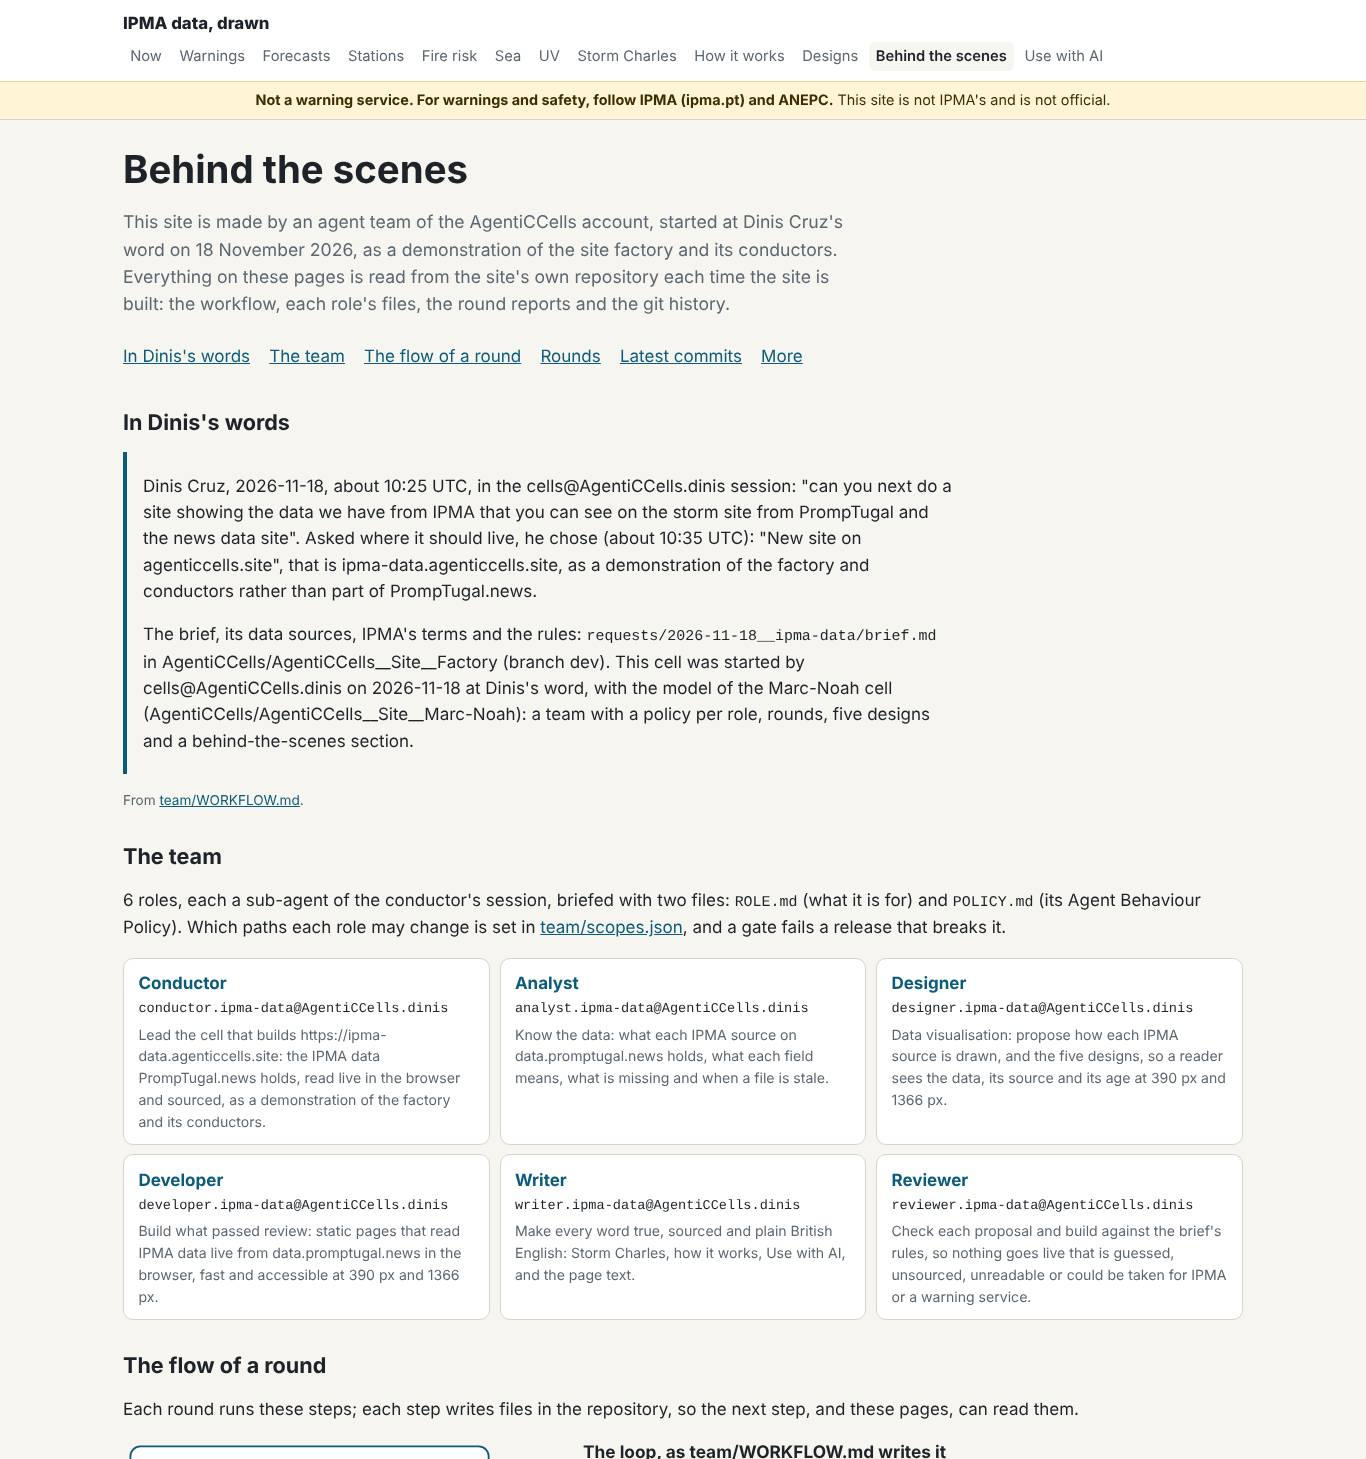 IPMA data, drawn
Now Warnings Forecasts Stations Fire risk Sea UV Storm Charles How it works Designs Behind the scenes Use with AI
Not a warning service. For warnings and safety, follow IPMA (ipma.pt) and ANEPC. This site is not IPMA's and is not official.
Behind the scenes
This site is made by an agent team of the AgentiCCells account, started at Dinis Cruz's
word on 18 November 2026, as a demonstration of the site factory and its conductors.
Everything on these pages is read from the site's own repository each time the site is
built: the workflow, each role's files, the round reports and the git history.
In Dinis's words The team The flow of a round Rounds Latest commits More
In Dinis's words
Dinis Cruz, 2026-11-18, about 10:25 UTC, in the cells@AgentiCCells.dinis session: "can you next do a
site showing the data we have from IPMA that you can see on the storm site from PrompTugal and
the news data site". Asked where it should live, he chose (about 10:35 UTC): "New site on
agenticcells.site", that is ipma-data.agenticcells.site, as a demonstration of the factory and
conductors rather than part of PrompTugal.news.
The brief, its data sources, IPMA's terms and the rules: requests/2026-11-18__ipma-data/brief.md
in AgentiCCells/AgentiCCells__Site__Factory (branch dev). This cell was started by
cells@AgentiCCells.dinis on 2026-11-18 at Dinis's word, with the model of the Marc-Noah cell
(AgentiCCells/AgentiCCells__Site__Marc-Noah): a team with a policy per role, rounds, five designs
and a behind-the-scenes section.
From team/WORKFLOW.md.
The team
6 roles, each a sub-agent of the conductor's session, briefed with two files: ROLE.md (what it is for) and POLICY.md (its Agent Behaviour
Policy). Which paths each role may change is set in team/scopes.json, and a gate fails a release that breaks it.
Conductor
conductor.ipma-data@AgentiCCells.dinis
Lead the cell that builds https://ipma-
data.agenticcells.site: the IPMA data
PrompTugal.news holds, read live in the browser
and sourced, as a demonstration of the factory
and its conductors.
Analyst
analyst.ipma-data@AgentiCCells.dinis
Know the data: what each IPMA source on
data.promptugal.news holds, what each field
means, what is missing and when a file is stale.
Designer
designer.ipma-data@AgentiCCells.dinis
Data visualisation: propose how each IPMA
source is drawn, and the five designs, so a reader
sees the data, its source and its age at 390 px and
1366 px.
Developer
developer.ipma-data@AgentiCCells.dinis
Build what passed review: static pages that read
IPMA data live from data.promptugal.news in the
browser, fast and accessible at 390 px and 1366
px.
Writer
writer.ipma-data@AgentiCCells.dinis
Make every word true, sourced and plain British
English: Storm Charles, how it works, Use with AI,
and the page text.
Reviewer
reviewer.ipma-data@AgentiCCells.dinis
Check each proposal and build against the brief's
rules, so nothing goes live that is guessed,
unsourced, unreadable or could be taken for IPMA
or a warning service.
The flow of a round
Each round runs these steps; each step writes files in the repository, so the next step, and these pages, can read them.
The loop, as team/WORKFLOW.md writes it